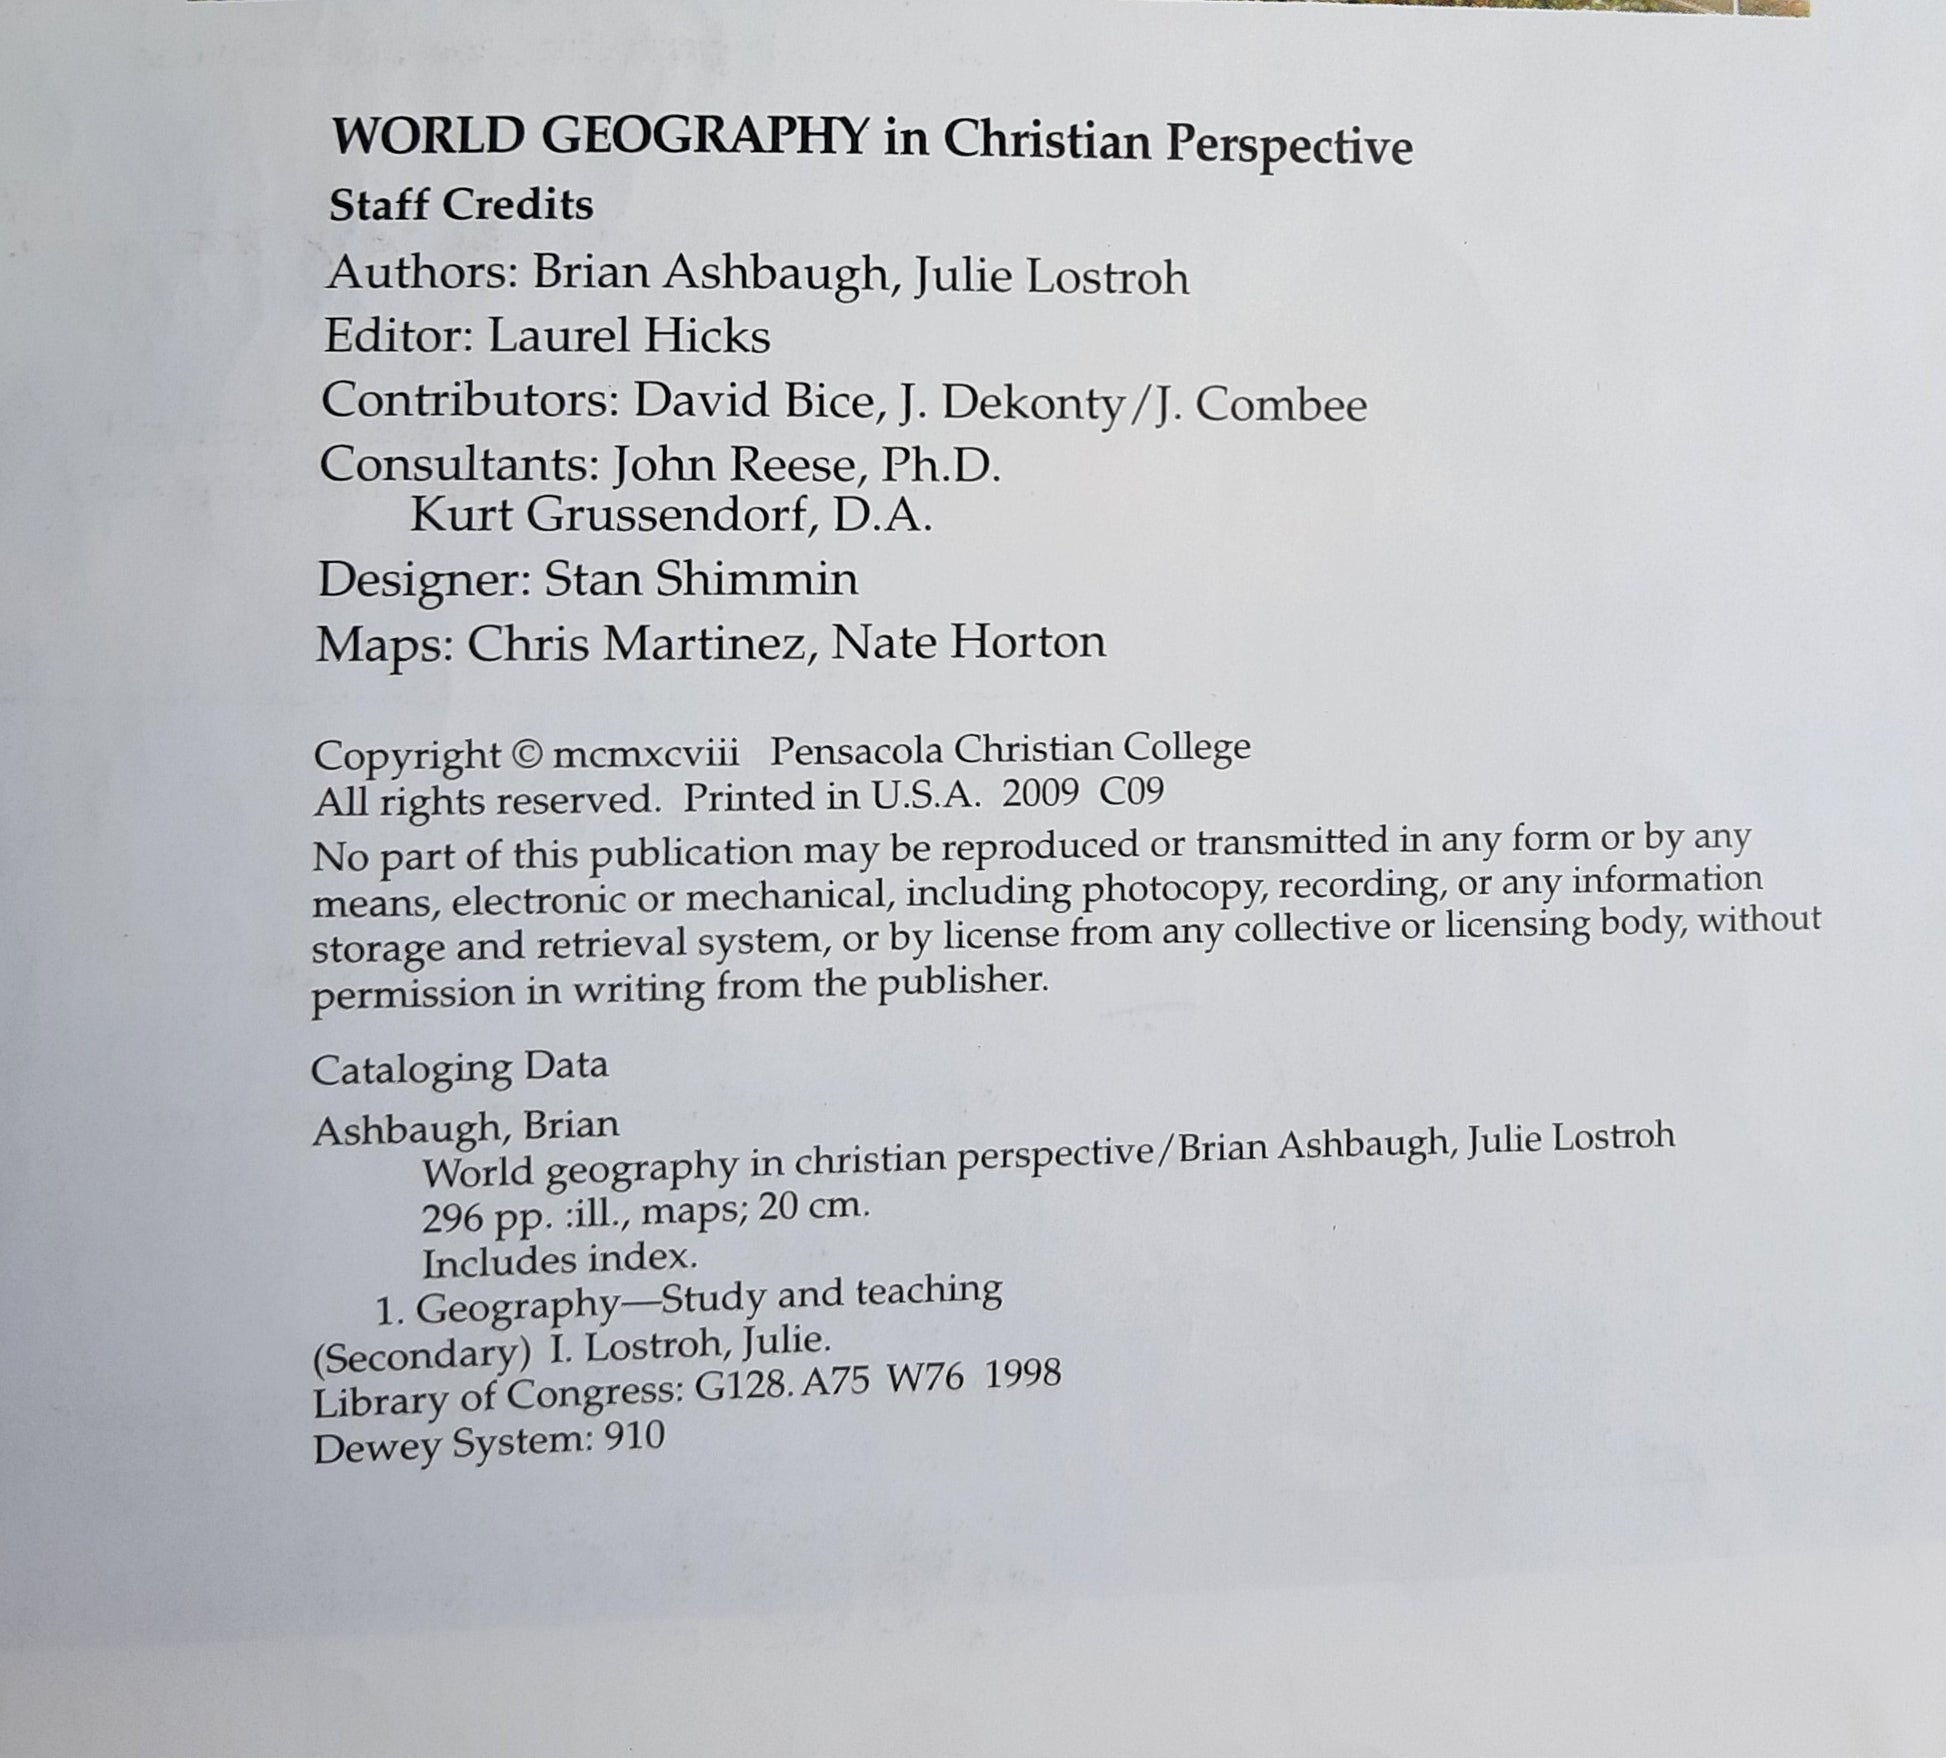 WORLD GEOGRAPHY in Christian Perspective
Staff Credits
Authors: Brian Ashbaugh, Julie Lostroh
Editor: Laurel Hicks
Contributors: David Bice, J. Dekonty/J. Combee
Consultants: John Reese, Ph.D.
Kurt Grussendorf, D.A.
Designer: Stan Shimmin
Maps: Chris Martinez, Nate Horton
Copyright © mcmxcviii Pensacola Christian College
All rights reserved. Printed in U.S.A. 2009 C09
No part of this publication may be reproduced or transmitted in any form or by any
means, electronic or mechanical, including photocopy, recording, or any information
storage and retrieval system, or by license from any collective or licensing body, without
permission in writing from the publisher.
Cataloging Data
Ashbaugh, Brian
World geography in christian perspective/Brian Ashbaugh, Julie Lostroh
296 pp. :ill., maps; 20 cm.
Includes index.
1. Geography—Study and teaching
(Secondary) I. Lostroh, Julie.
Library of Congress: G128.A75 W76 1998
Dewey System: 910